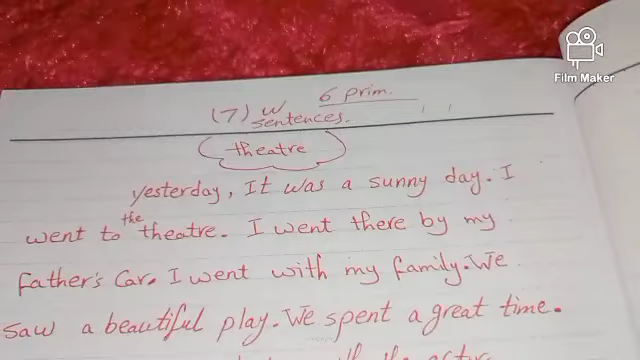 6 prim.
(7) W sentences.
theatre
yesterday, It was a sunny day. I
went to the theatre. I went there by my
father's car. I went with my family. We
saw a beautiful play. We spent a great time.
Film Maker